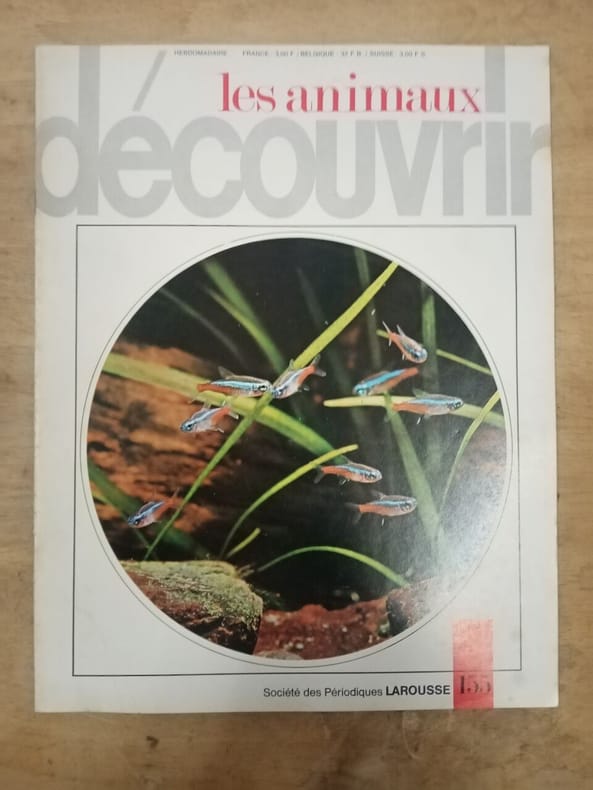 HEBDOMADAIRE FRANCE : 3,00 F / BELGIQUE : 32 F B / SUISSE : 3,00 F S
les animaux
découvrir
Société des Périodiques LAROUSSE 155